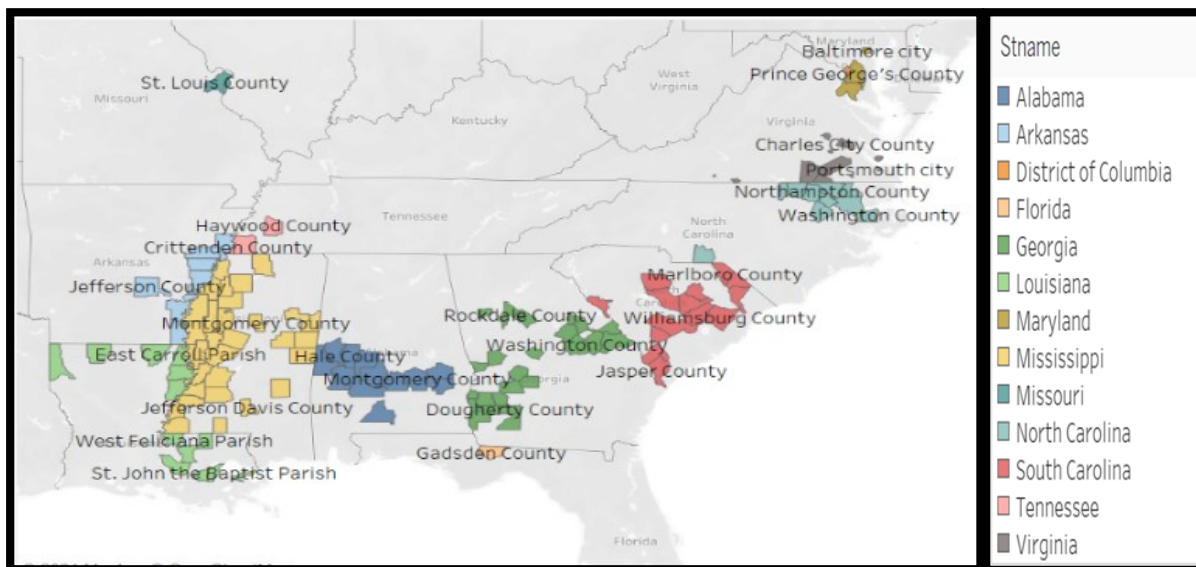 Maryland
Baltimore city
St. Louis County
Prince George's County
West
Virginia
Missouri
Virginia
Kentucky
Charles City County
Portsmouth city
Northampton County
Washington County
Haywood County
Tennessee
North
Carolina
Crittenden County
Arkansas
Marlboro County
Jefferson County
Rockdale County
Williamsburg County
Montgomery County
Washington County
East Carroll Parish
Hale County
Jasper County
Montgomery County
Georgia
Jefferson Davis County
Dougherty County
West Feliciana Parish
Gadsden County
St. John the Baptist Parish
Florida
Stname
Alabama
Arkansas
District of Columbia
Florida
Georgia
Louisiana
Maryland
Mississippi
Missouri
North Carolina
South Carolina
Tennessee
Virginia